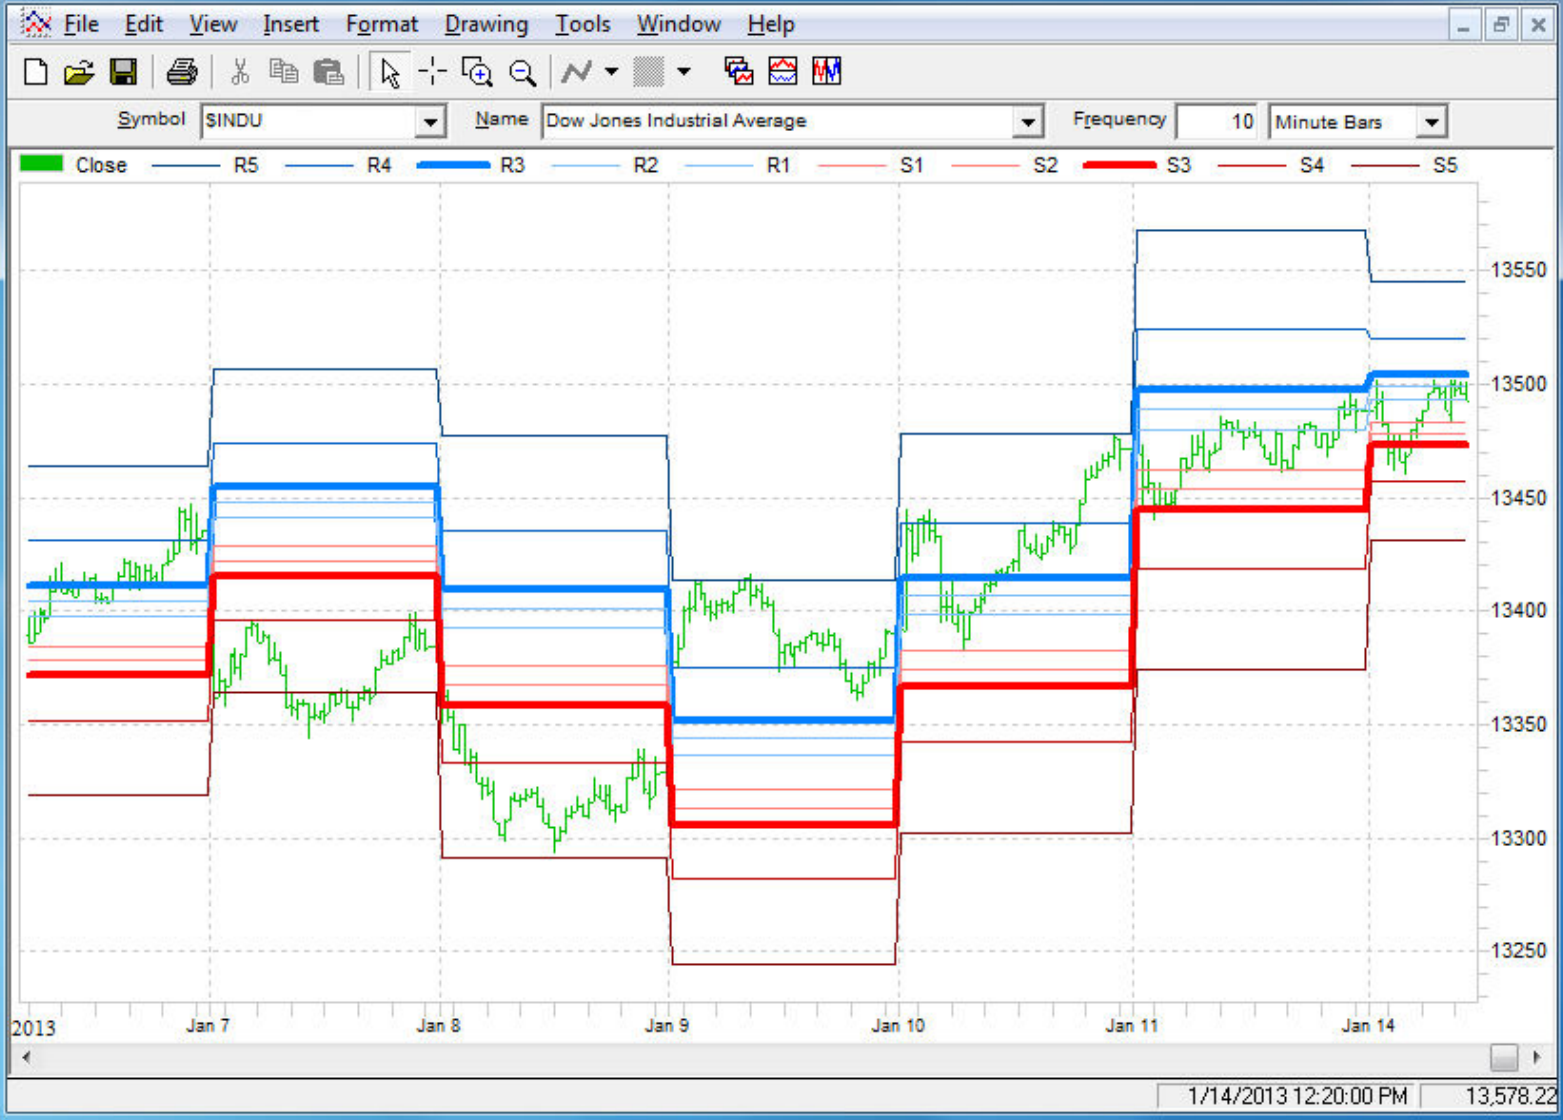 File Edit View Insert Format Drawing Tools Window Help
Symbol $INDU Name Dow Jones Industrial Average Frequency 10 Minute Bars
Close R5 R4 R3 R2 R1 S1 S2 S3 S4 S5
13550
13500
13450
13400
13350
13300
13250
2013 Jan 7 Jan 8 Jan 9 Jan 10 Jan 11 Jan 14
1/14/2013 12:20:00 PM 13,578.22